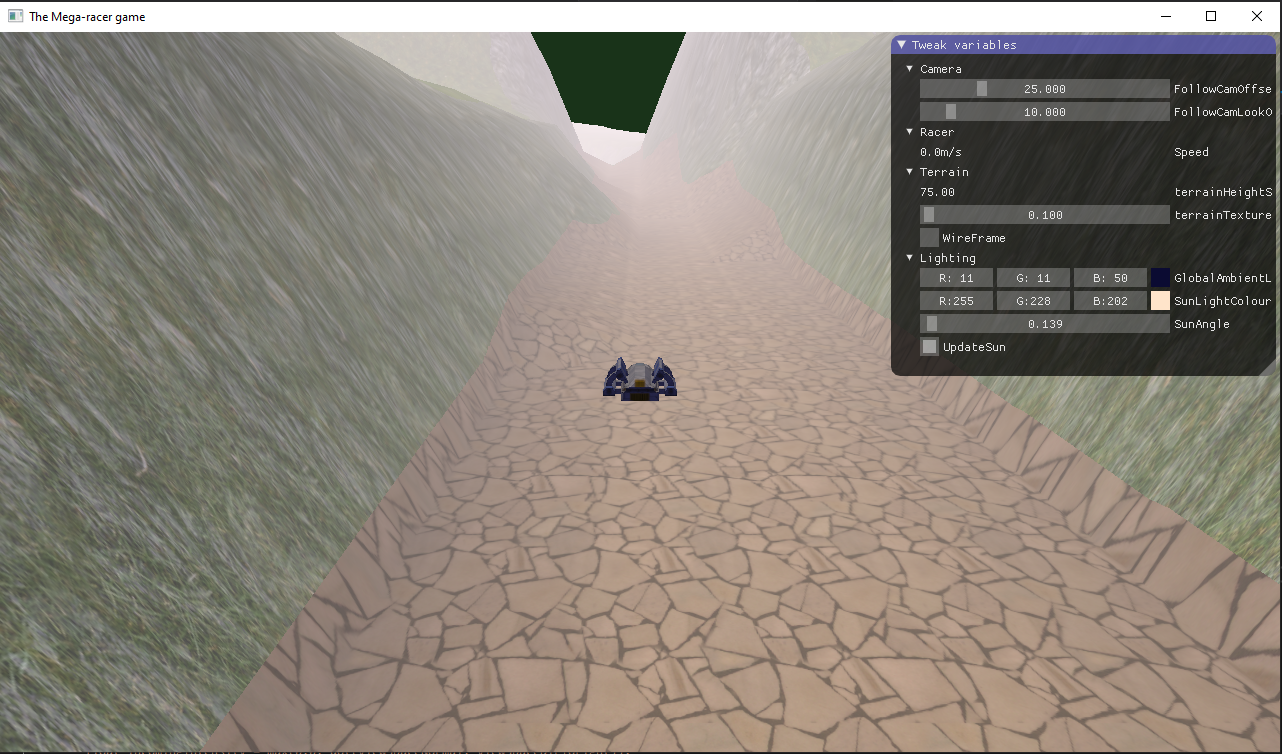 The Mega-racer game
Tweak variables
Camera
25.000 FollowCamOffse
10.000 FollowCamLookO
Racer
0.0m/s Speed
Terrain
75.00 terrainHeightS
0.100 terrainTexture
WireFrame
Lighting
R: 11 G: 11 B: 50 GlobalAmbientL
R:255 G:228 B:202 SunLightColour
0.139 SunAngle
UpdateSun